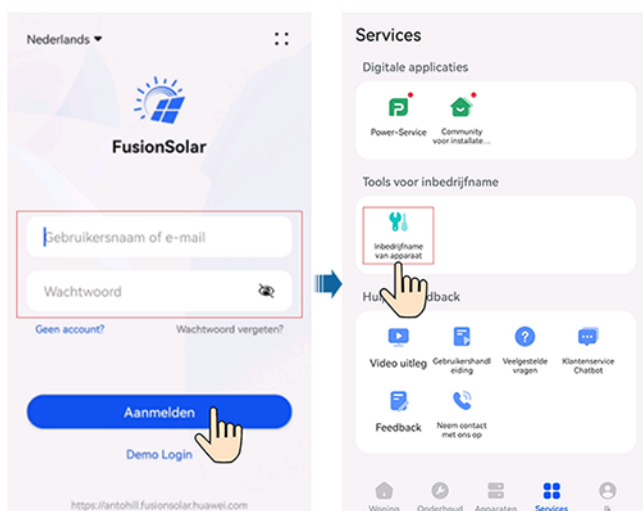 Nederlands
FusionSolar
Gebruikersnaam of e-mail
Wachtwoord
Geen account?
Wachtwoord vergeten?
Aanmelden
Demo Login
https://antohill.fusionsolar.huawei.com
Services
Digitale applicaties
Power-Service
Community
voor installate...
Tools voor inbedrijfname
Inbedrijfname
van apparaat
dback
Video uitleg
Gebruikershandl
eiding
Veelgestelde
vragen
Klantenservice
Chatbot
Feedback
Neem contact
met ons op
Woning
Onderhoud
Apparaten
Services
Ik